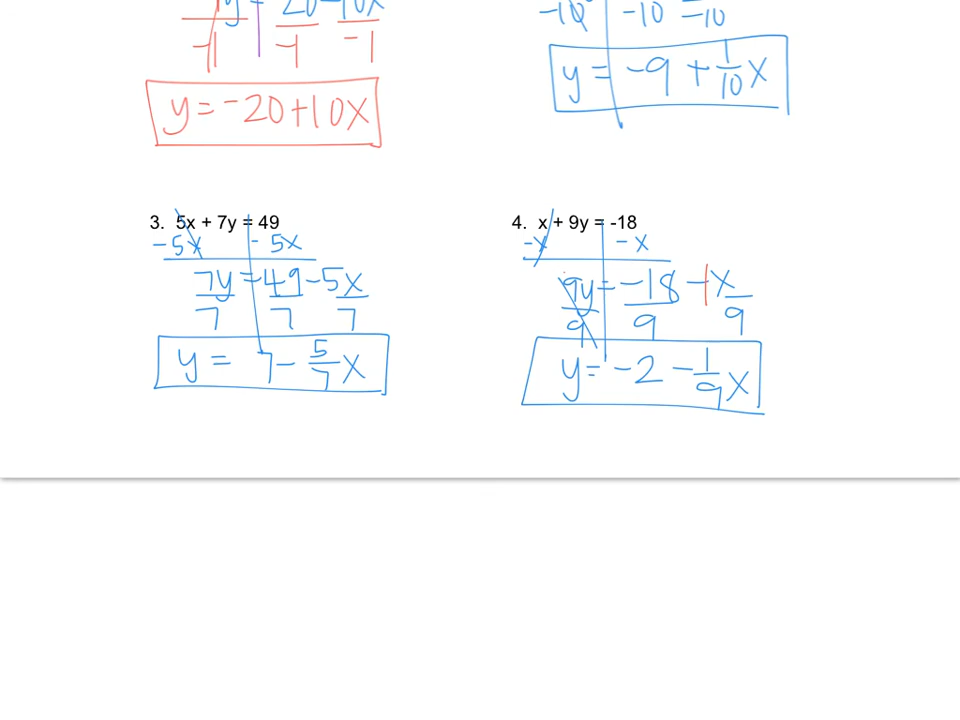 y = 20 - 10x
-1 -1 -1
y = -20 + 10x
-10 -10 -10
y = -9 + 1/10 x
3. 5x + 7y = 49
-5x - 5x
7y = 49 - 5x
7 7 7
y = 7 - 5/7 x
4. x + 9y = -18
-x - x
9y = -18 - 1x
9 9 9
y = -2 - 1/9 x